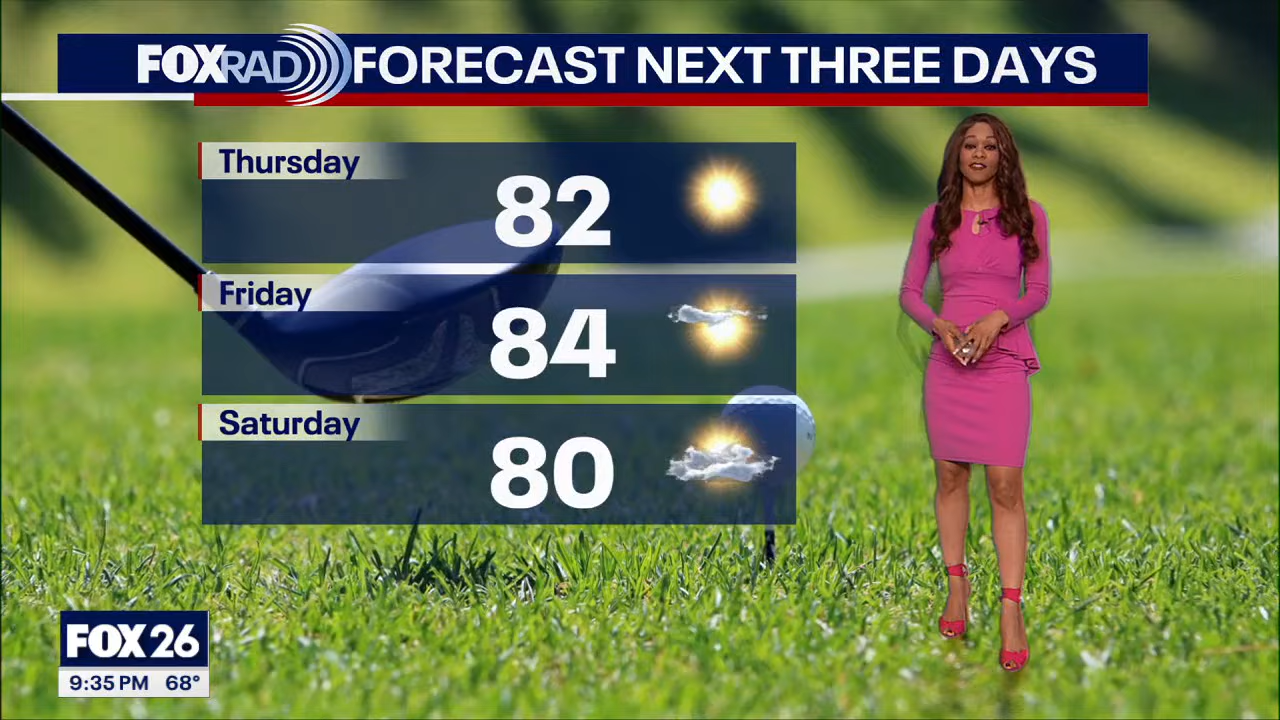 FOXRAD FORECAST NEXT THREE DAYS
Thursday
82
Friday
84
Saturday
80
FOX 26
9:35 PM 68°